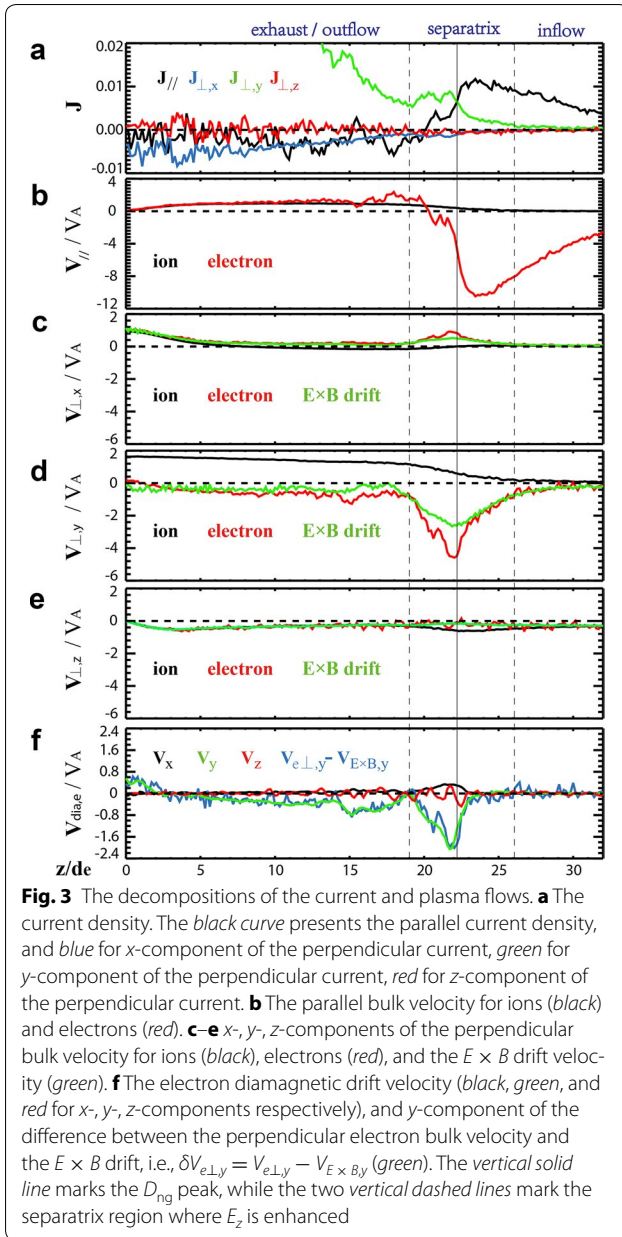 exhaust / outflow separatrix inflow
a
J
0.02
0.01
0.00
-0.01
J// J⊥,x J⊥,y J⊥,z
b
V// / VA
4
0
-4
-8
-12
ion electron
c
V⊥,x / VA
2
0
-2
-4
-6
ion electron E×B drift
d
V⊥,y / VA
2
0
-2
-4
-6
ion electron E×B drift
e
V⊥,z / VA
2
0
-2
-4
-6
ion electron E×B drift
f
Vdia,e / VA
2.4
1.6
0.8
0
-0.8
-1.6
-2.4
Vx Vy Vz Ve⊥,y- VE×B,y
z/de 0 5 10 15 20 25 30
Fig. 3 The decompositions of the current and plasma flows. a The
current density. The black curve presents the parallel current density,
and blue for x-component of the perpendicular current, green for
y-component of the perpendicular current, red for z-component of
the perpendicular current. b The parallel bulk velocity for ions (black)
and electrons (red). c–e x-, y-, z-components of the perpendicular
bulk velocity for ions (black), electrons (red), and the E × B drift veloc-
ity (green). f The electron diamagnetic drift velocity (black, green, and
red for x-, y-, z-components respectively), and y-component of the
difference between the perpendicular electron bulk velocity and
the E × B drift, i.e., δVe⊥,y = Ve⊥,y − VE × B,y (green). The vertical solid
line marks the Dng peak, while the two vertical dashed lines mark the
separatrix region where Ez is enhanced